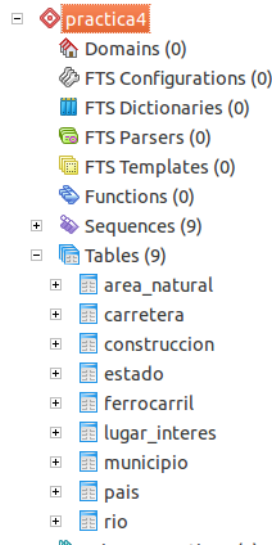 practica4
Domains (0)
FTS Configurations (0)
FTS Dictionaries (0)
FTS Parsers (0)
FTS Templates (0)
Functions (0)
Sequences (9)
Tables (9)
area_natural
carretera
construccion
estado
ferrocarril
lugar_interes
municipio
pais
rio